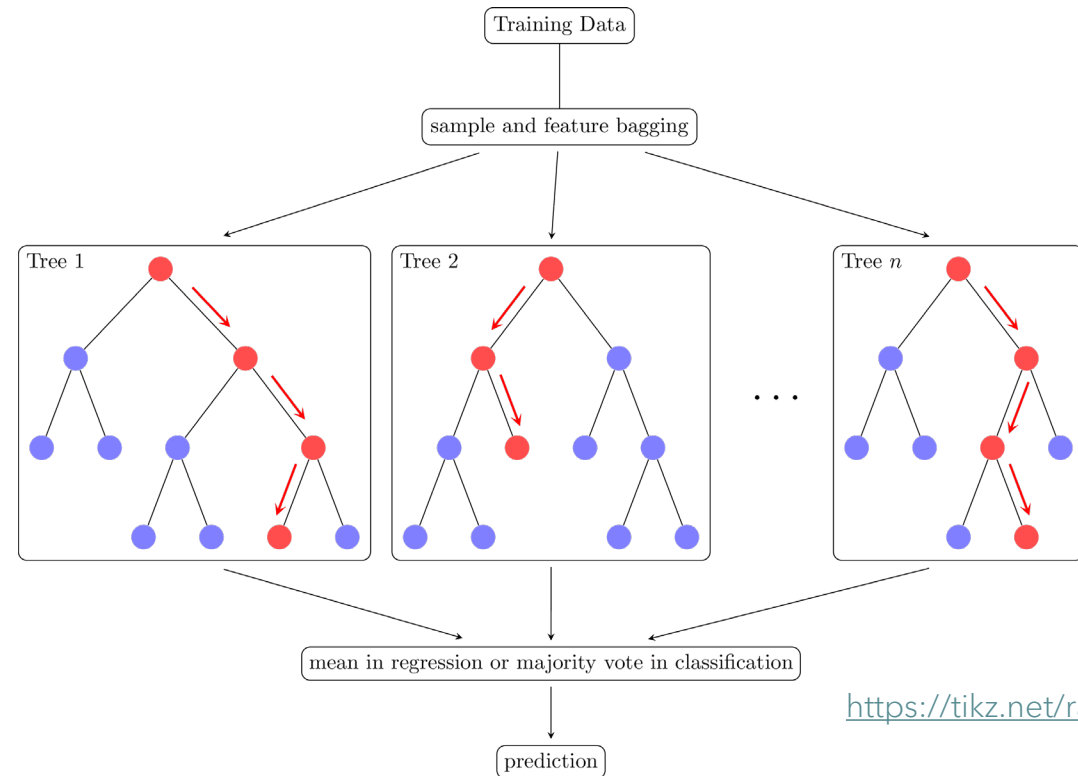 Training Data
sample and feature bagging
Tree 1
Tree 2
Tree n
. . .
mean in regression or majority vote in classification
https://tikz.net/r
prediction